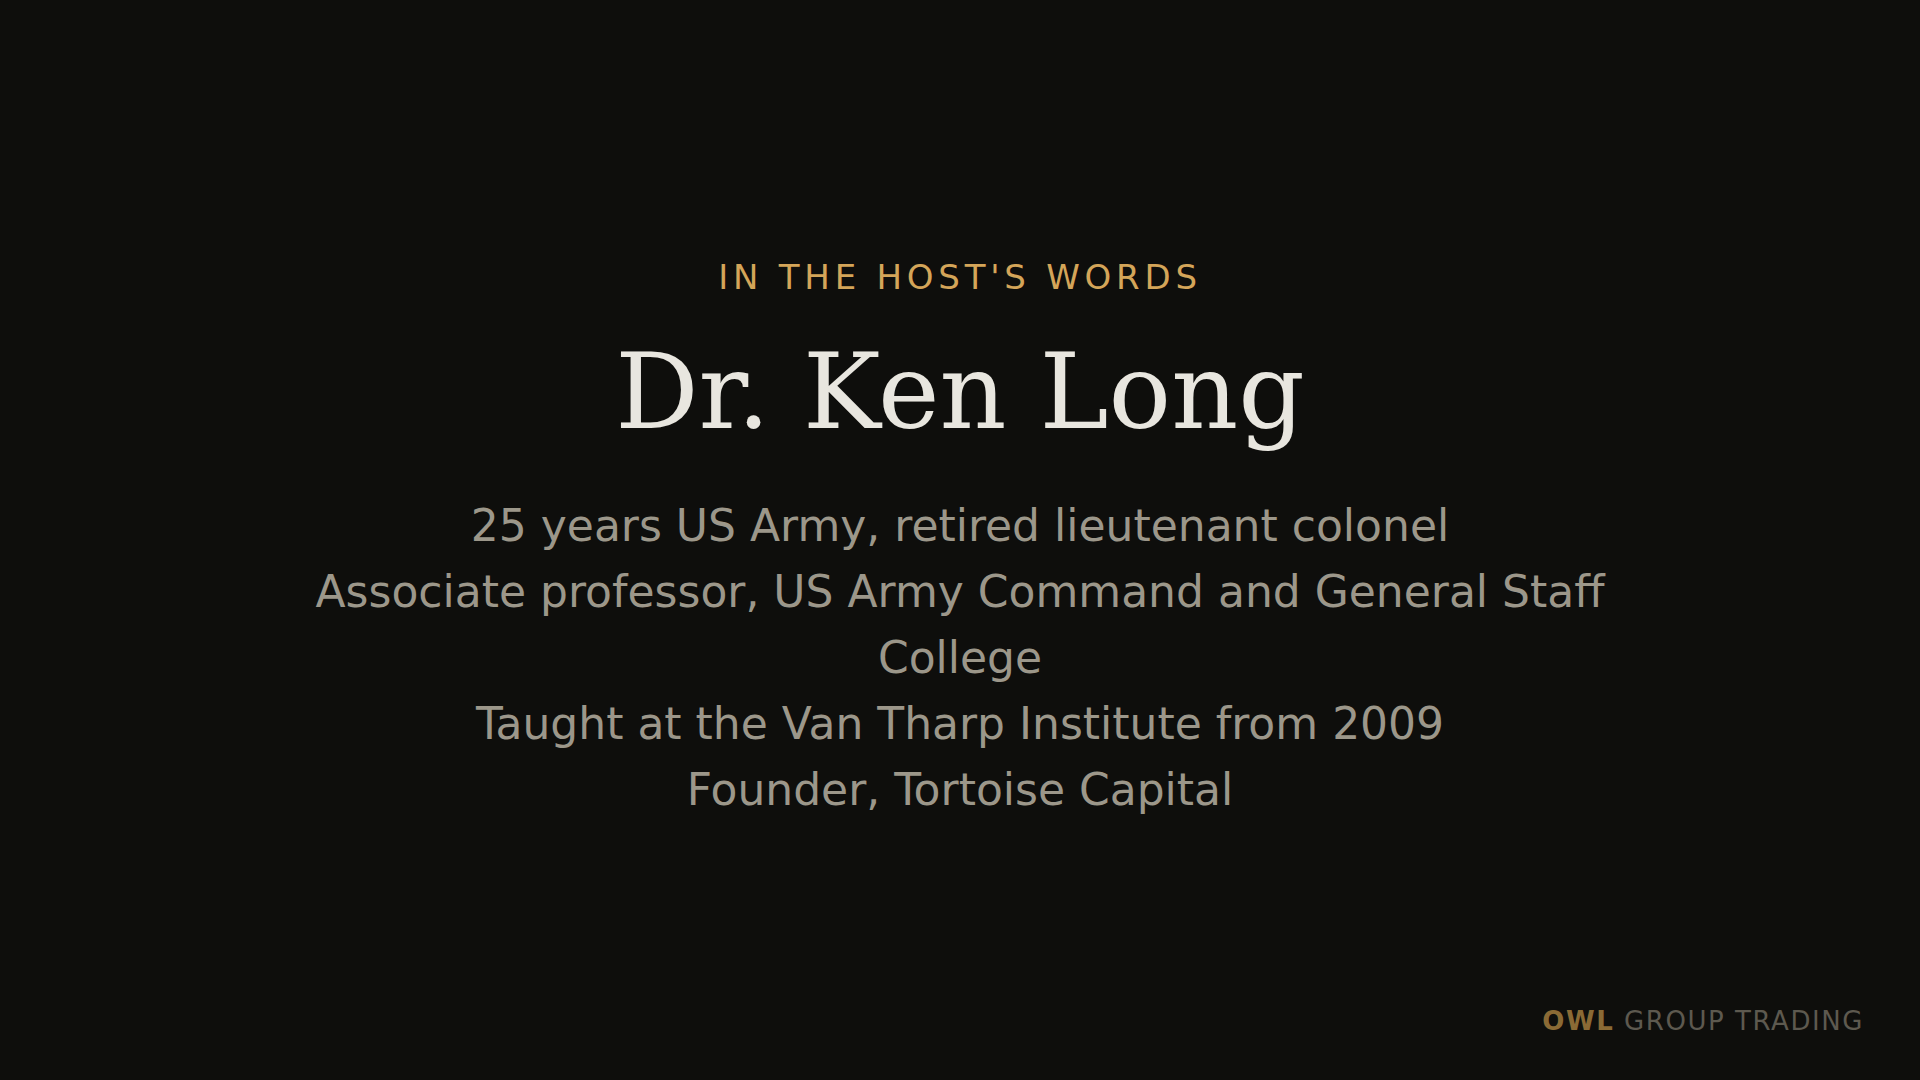 IN THE HOST'S WORDS
Dr. Ken Long
25 years US Army, retired lieutenant colonel
Associate professor, US Army Command and General Staff
College
Taught at the Van Tharp Institute from 2009
Founder, Tortoise Capital
OWL GROUP TRADING